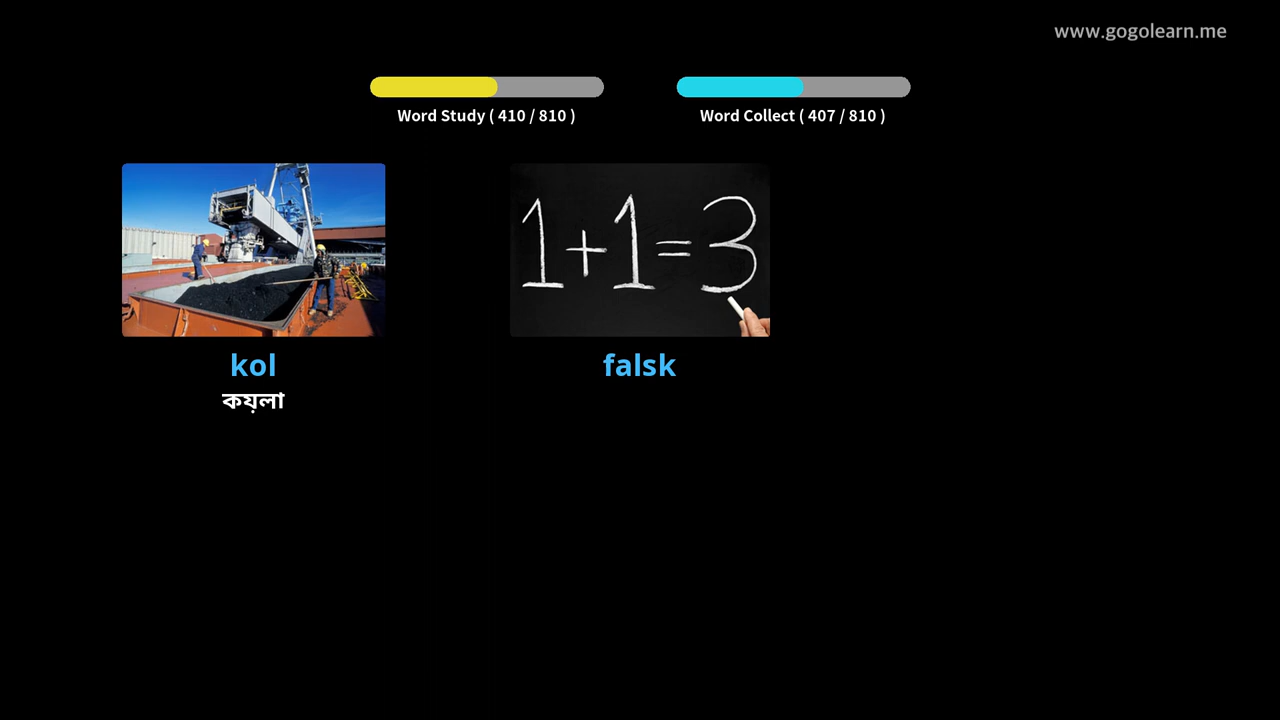 www.gogolearn.me
Word Study ( 410 / 810 )
Word Collect ( 407 / 810 )
1+1=3
kol
falsk
কয়লা